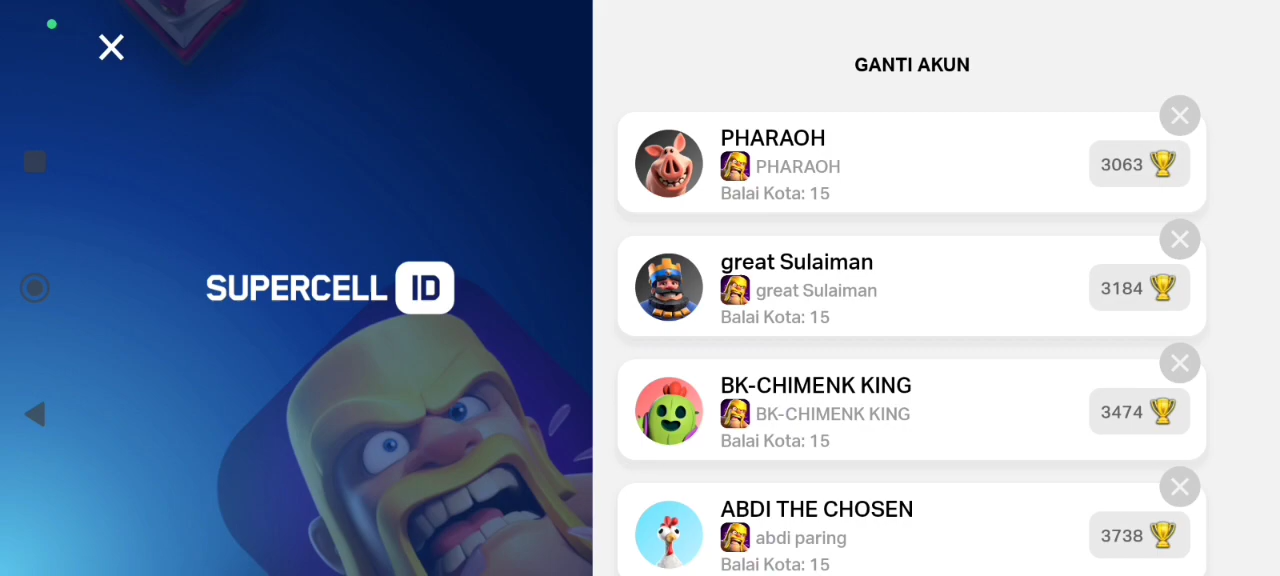 SUPERCELL ID
GANTI AKUN
PHARAOH
PHARAOH
Balai Kota: 15
3063
great Sulaiman
great Sulaiman
Balai Kota: 15
3184
BK-CHIMENK KING
BK-CHIMENK KING
Balai Kota: 15
3474
ABDI THE CHOSEN
abdi paring
Balai Kota: 15
3738